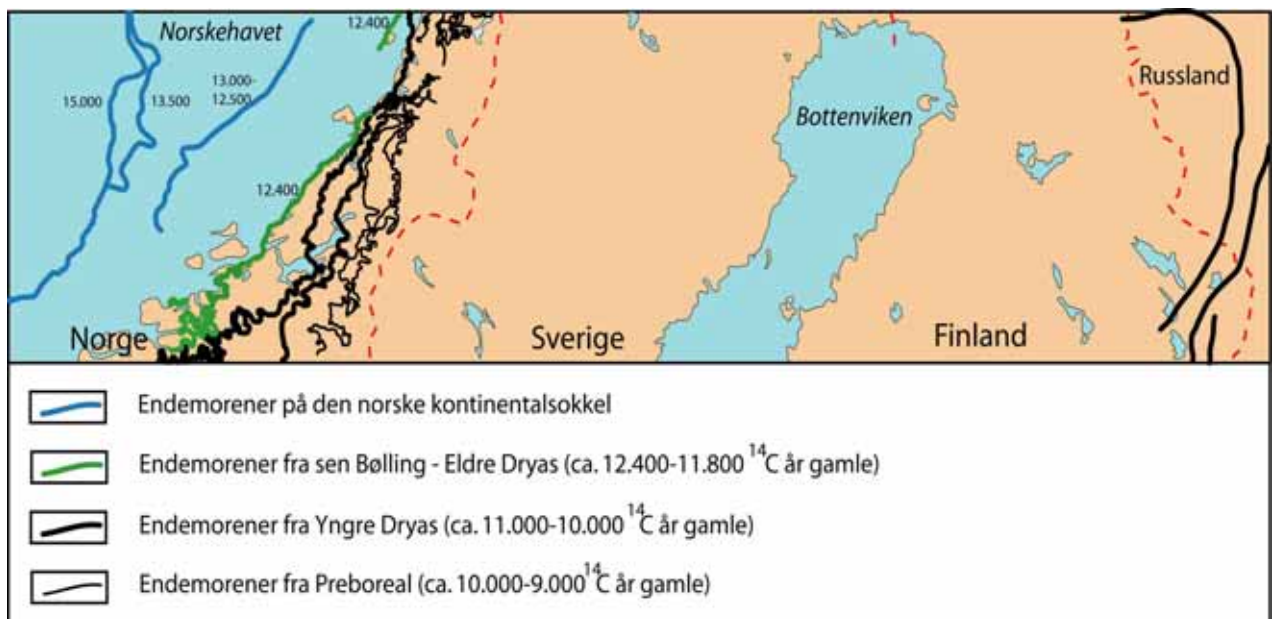 12.400
Norskehavet
13.000-
12.500
15.000
13.500
Russland
Bottenviken
12.400
Norge
Sverige
Finland
Endemorener på den norske kontinentalsokkel
Endemorener fra sen Bølling - Eldre Dryas (ca. 12.400-11.800 14C år gamle)
Endemorener fra Yngre Dryas (ca. 11.000-10.000 14C år gamle)
Endemorener fra Preboreal (ca. 10.000-9.000 14C år gamle)